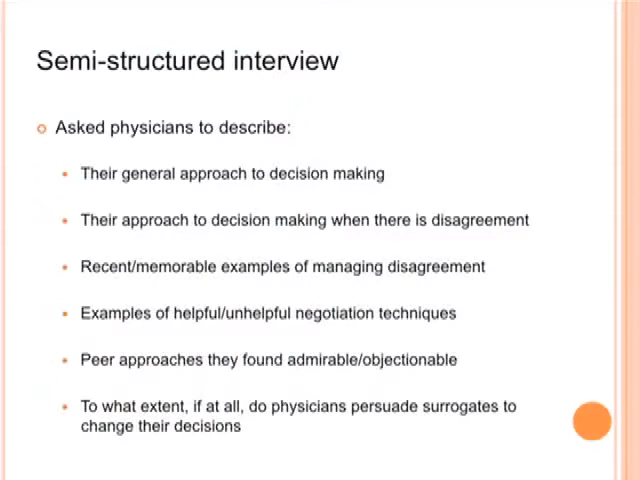 Semi-structured interview
Asked physicians to describe:
Their general approach to decision making
Their approach to decision making when there is disagreement
Recent/memorable examples of managing disagreement
Examples of helpful/unhelpful negotiation techniques
Peer approaches they found admirable/objectionable
To what extent, if at all, do physicians persuade surrogates to
change their decisions